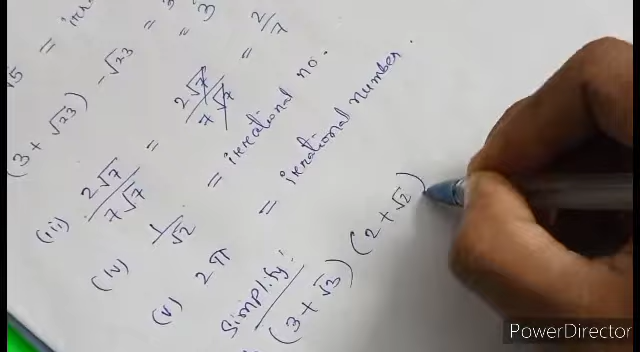 √5 =
(3 + √23) - √23 = 3
= 3
(iii) 2√7 / 7√7 = 2√7 / 7√7 = 2/7
(iv) 1/√2 = irrational no.
(v) 2π = irrational number.
Simplify:
(3 + √3) (2 + √2)
PowerDirector